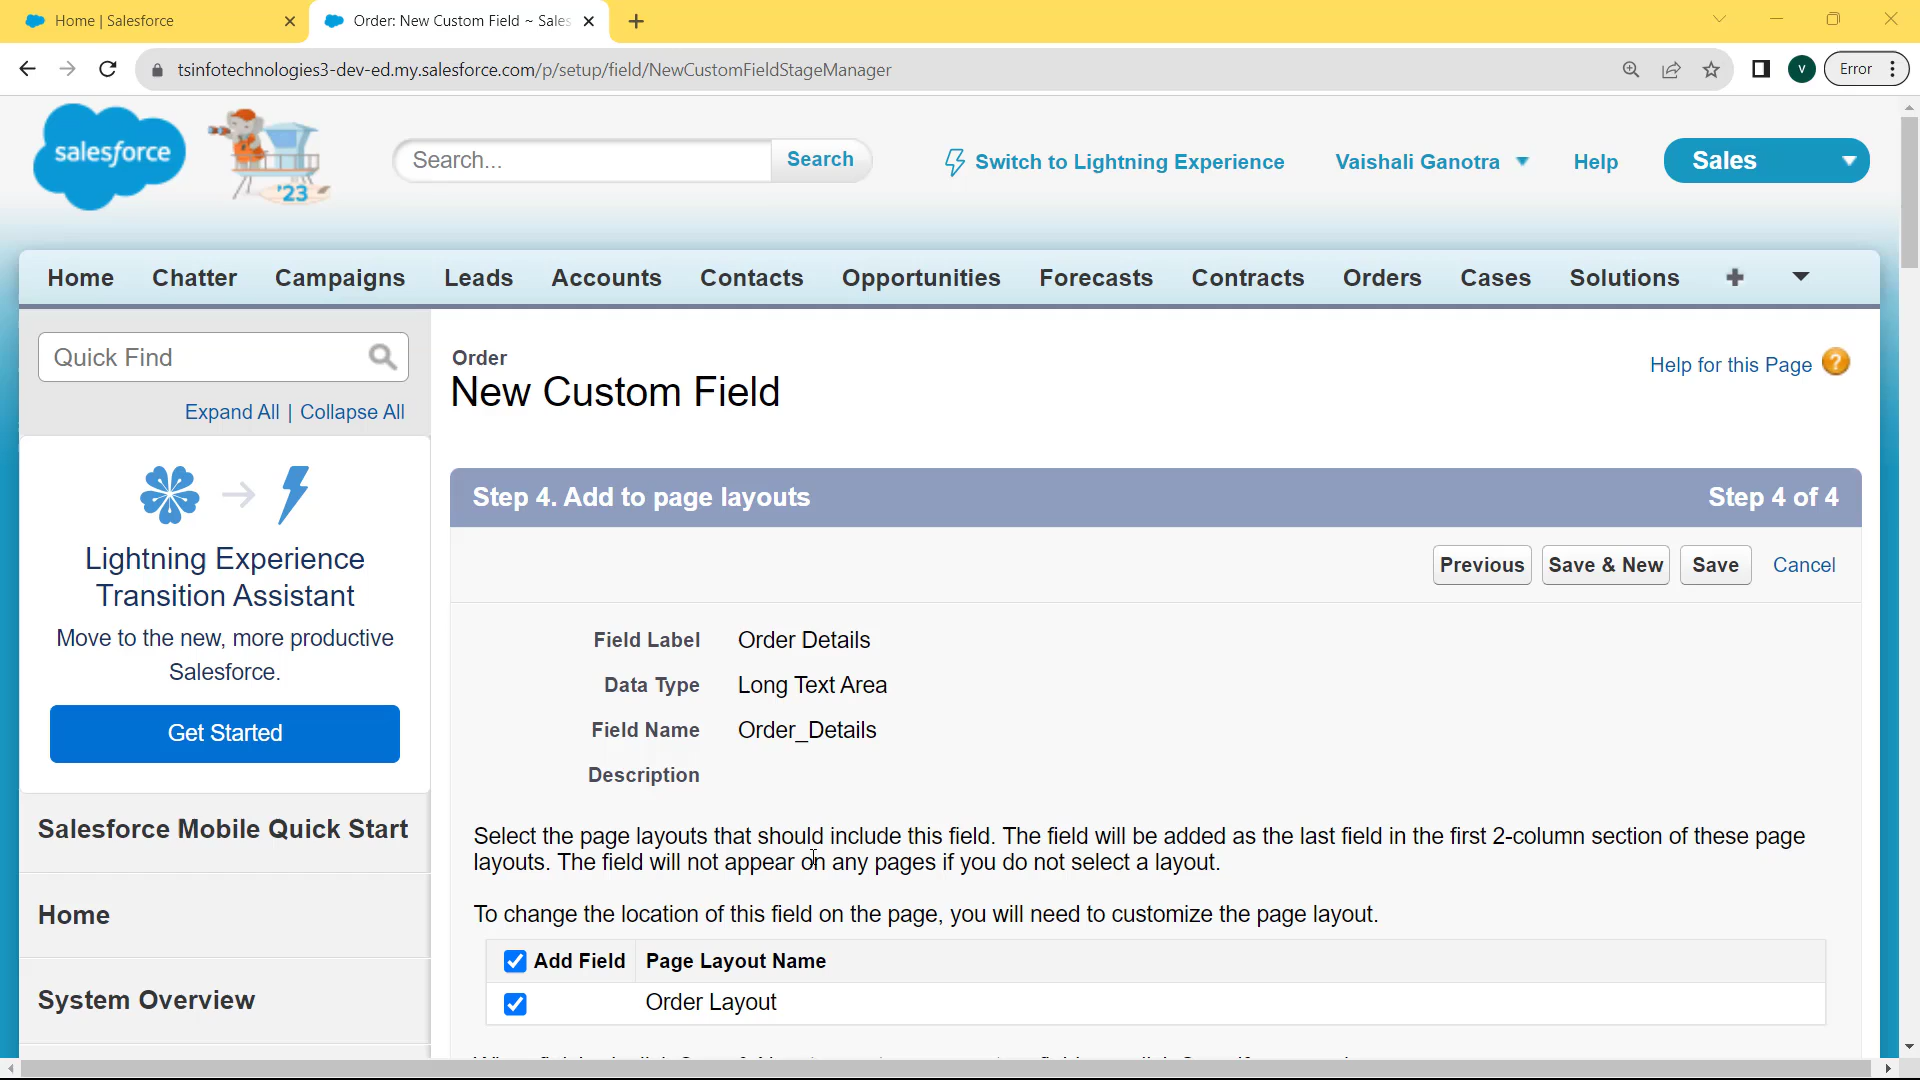 Home | Salesforce
Order: New Custom Field ~ Sales
tsinfotechnologies3-dev-ed.my.salesforce.com/p/setup/field/NewCustomFieldStageManager
V
Error
salesforce
'23
Search...
Search
Switch to Lightning Experience
Vaishali Ganotra
Help
Sales
Home
Chatter
Campaigns
Leads
Accounts
Contacts
Opportunities
Forecasts
Contracts
Orders
Cases
Solutions
Quick Find
Expand All | Collapse All
Lightning Experience
Transition Assistant
Move to the new, more productive
Salesforce.
Get Started
Salesforce Mobile Quick Start
Home
System Overview
Order
New Custom Field
Help for this Page
?
Step 4. Add to page layouts
Step 4 of 4
Previous
Save & New
Save
Cancel
Field Label Order Details
Data Type Long Text Area
Field Name Order_Details
Description
Select the page layouts that should include this field. The field will be added as the last field in the first 2-column section of these page
layouts. The field will not appear on any pages if you do not select a layout.
To change the location of this field on the page, you will need to customize the page layout.
Add Field Page Layout Name
Order Layout